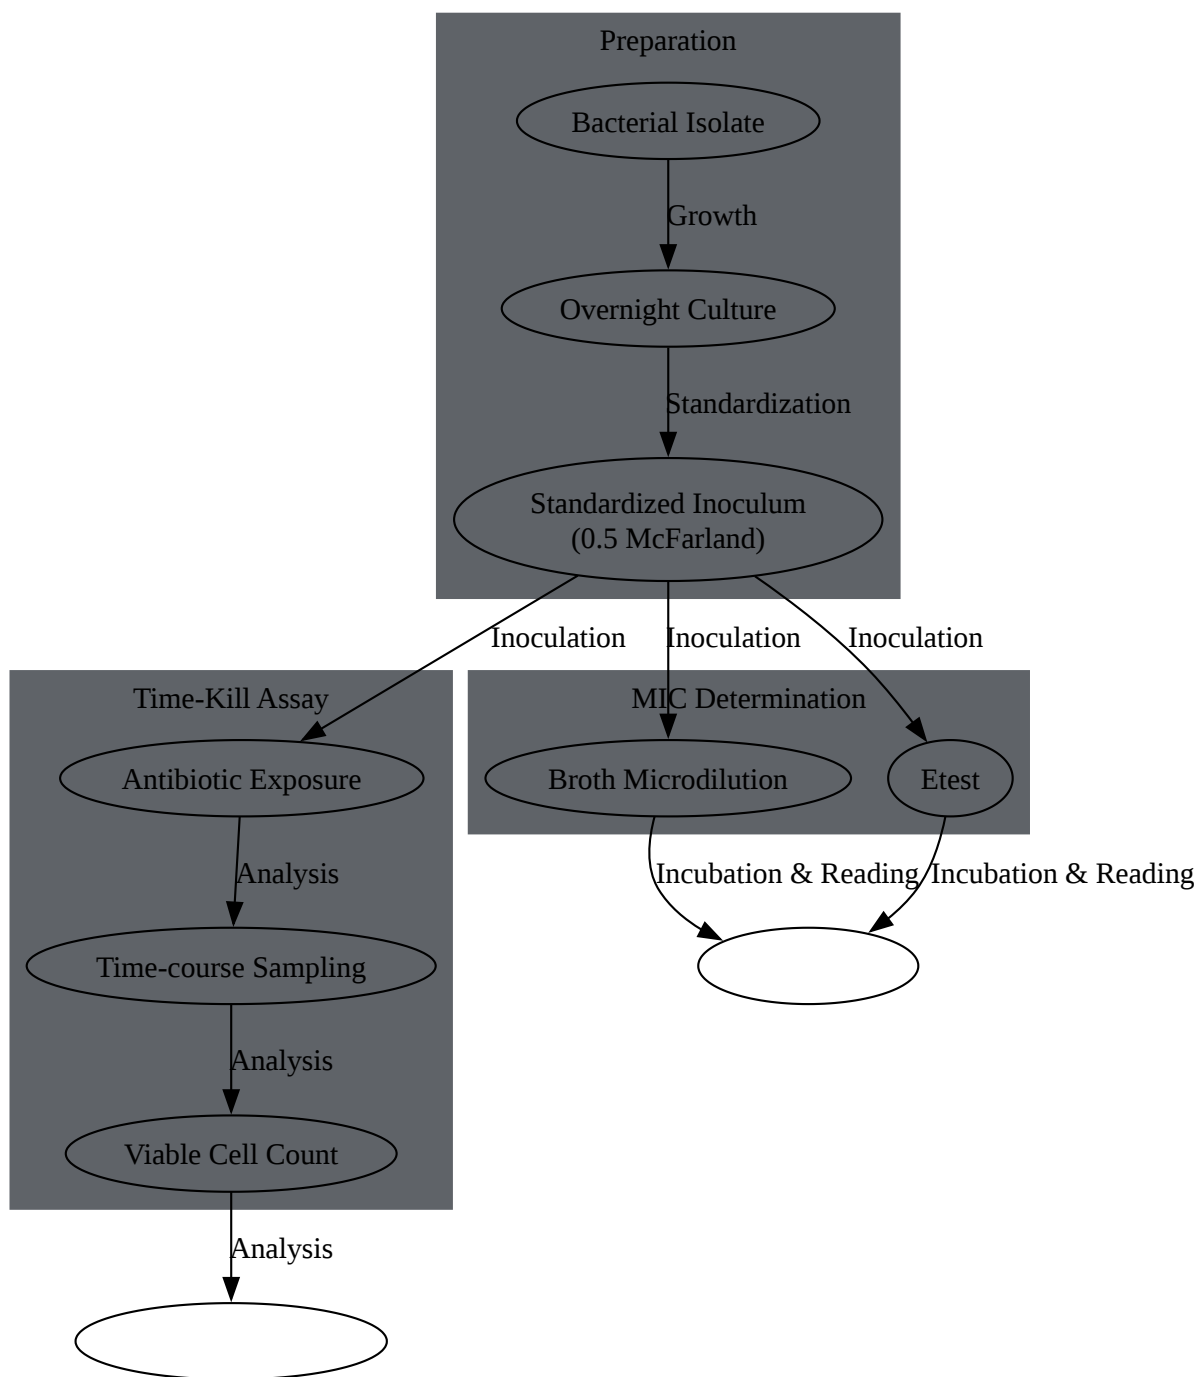 Preparation
Bacterial Isolate
Growth
Overnight Culture
Standardization
Standardized Inoculum
(0.5 McFarland)
Inoculation
Inoculation
Inoculation
Time-Kill Assay
MIC Determination
Antibiotic Exposure
Broth Microdilution
Etest
Analysis
Incubation & Reading
Incubation & Reading
Time-course Sampling
Analysis
Viable Cell Count
Analysis